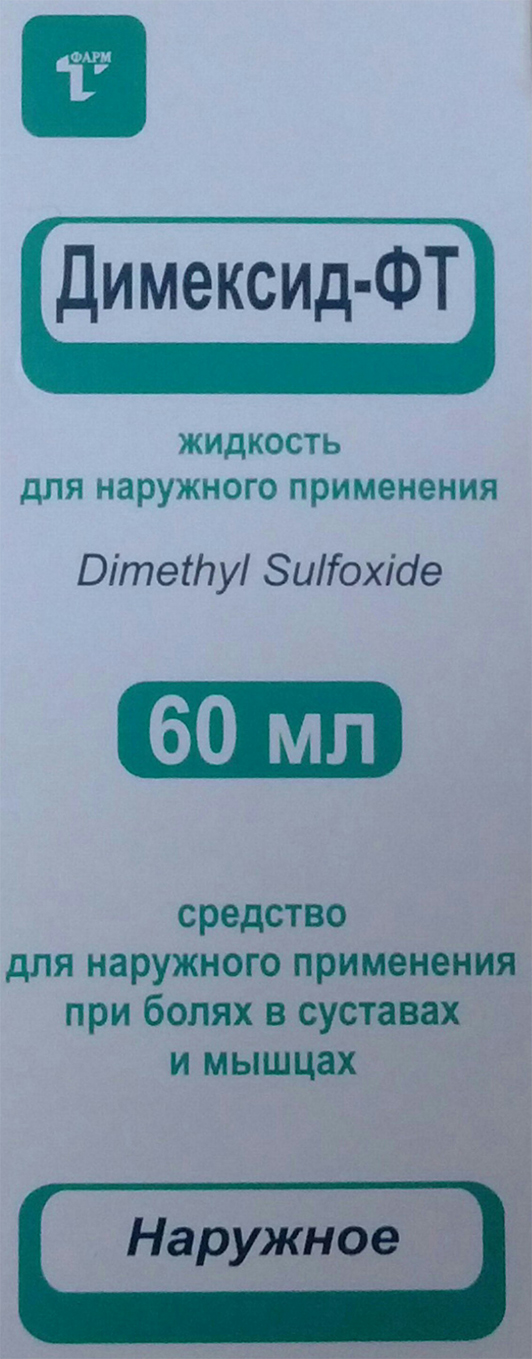 ФАРМ
Димексид-ФТ
жидкость
для наружного применения
Dimethyl Sulfoxide
60 мл
средство
для наружного применения
при болях в суставах
и мышцах
Наружное